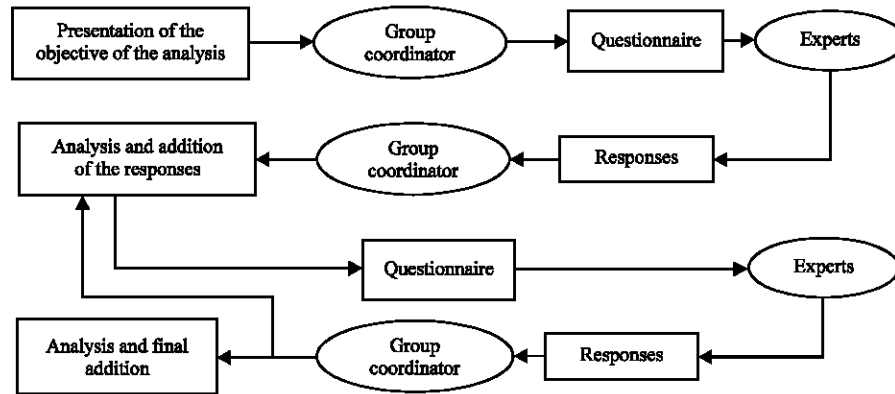 Presentation of the
objective of the analysis
Group
coordinator
Questionnaire
Experts
Analysis and addition
of the responses
Group
coordinator
Responses
Questionnaire
Experts
Analysis and final
addition
Group
coordinator
Responses